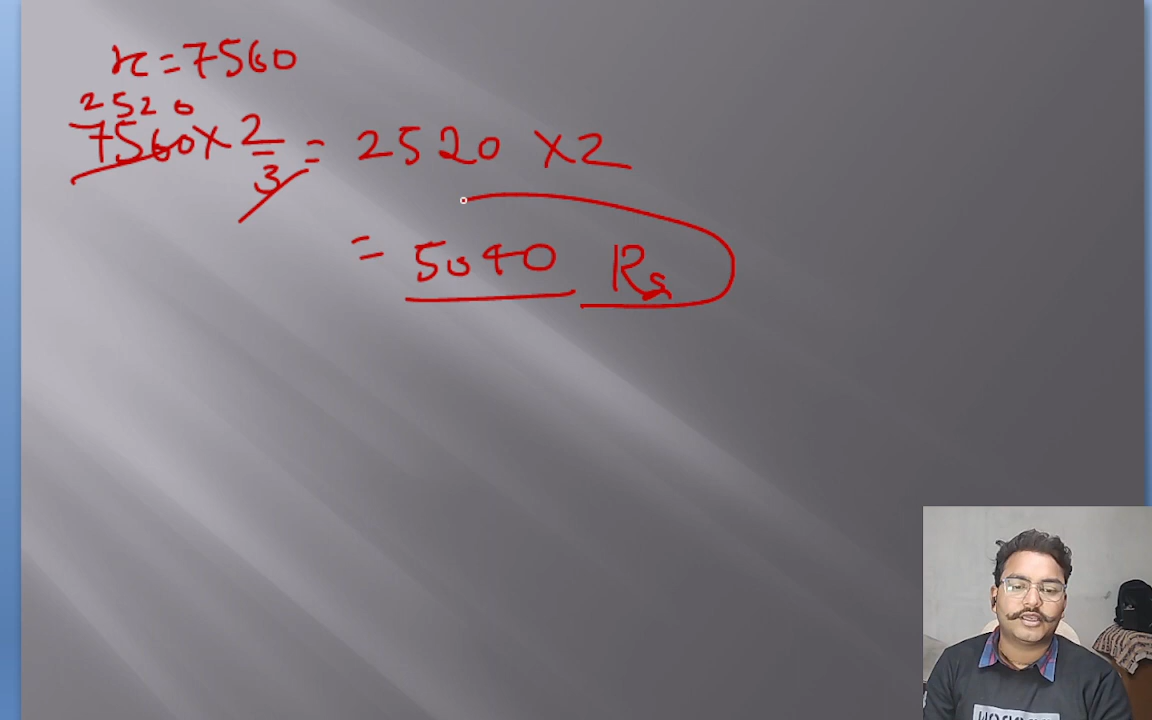 x=7560
2520
7560×2/3 = 2520 ×2
= 5040 Rs